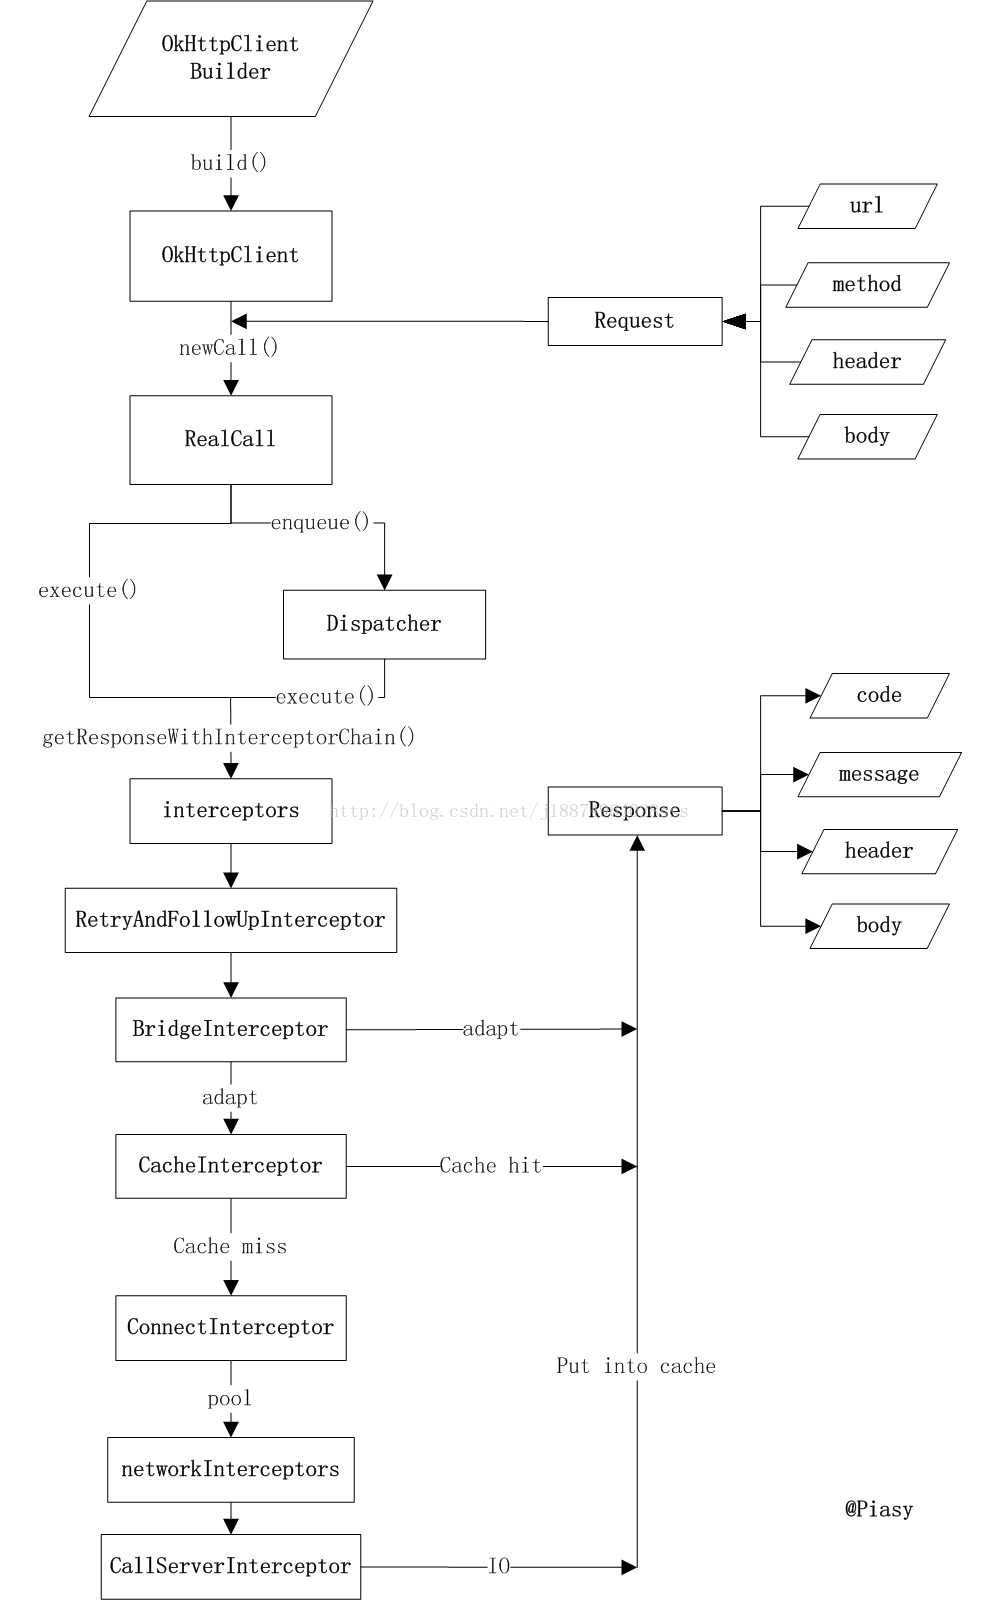 OkHttpClient
Builder
build()
url
OkHttpClient
method
Request
newCall()
header
RealCall
body
enqueue()
execute()
Dispatcher
execute()
code
getResponseWithInterceptorChain()
message
interceptors
Response
header
RetryAndFollowUpInterceptor
body
BridgeInterceptor
adapt
adapt
CacheInterceptor
Cache hit
Cache miss
ConnectInterceptor
Put into cache
pool
networkInterceptors
@Piasy
CallServerInterceptor
IO